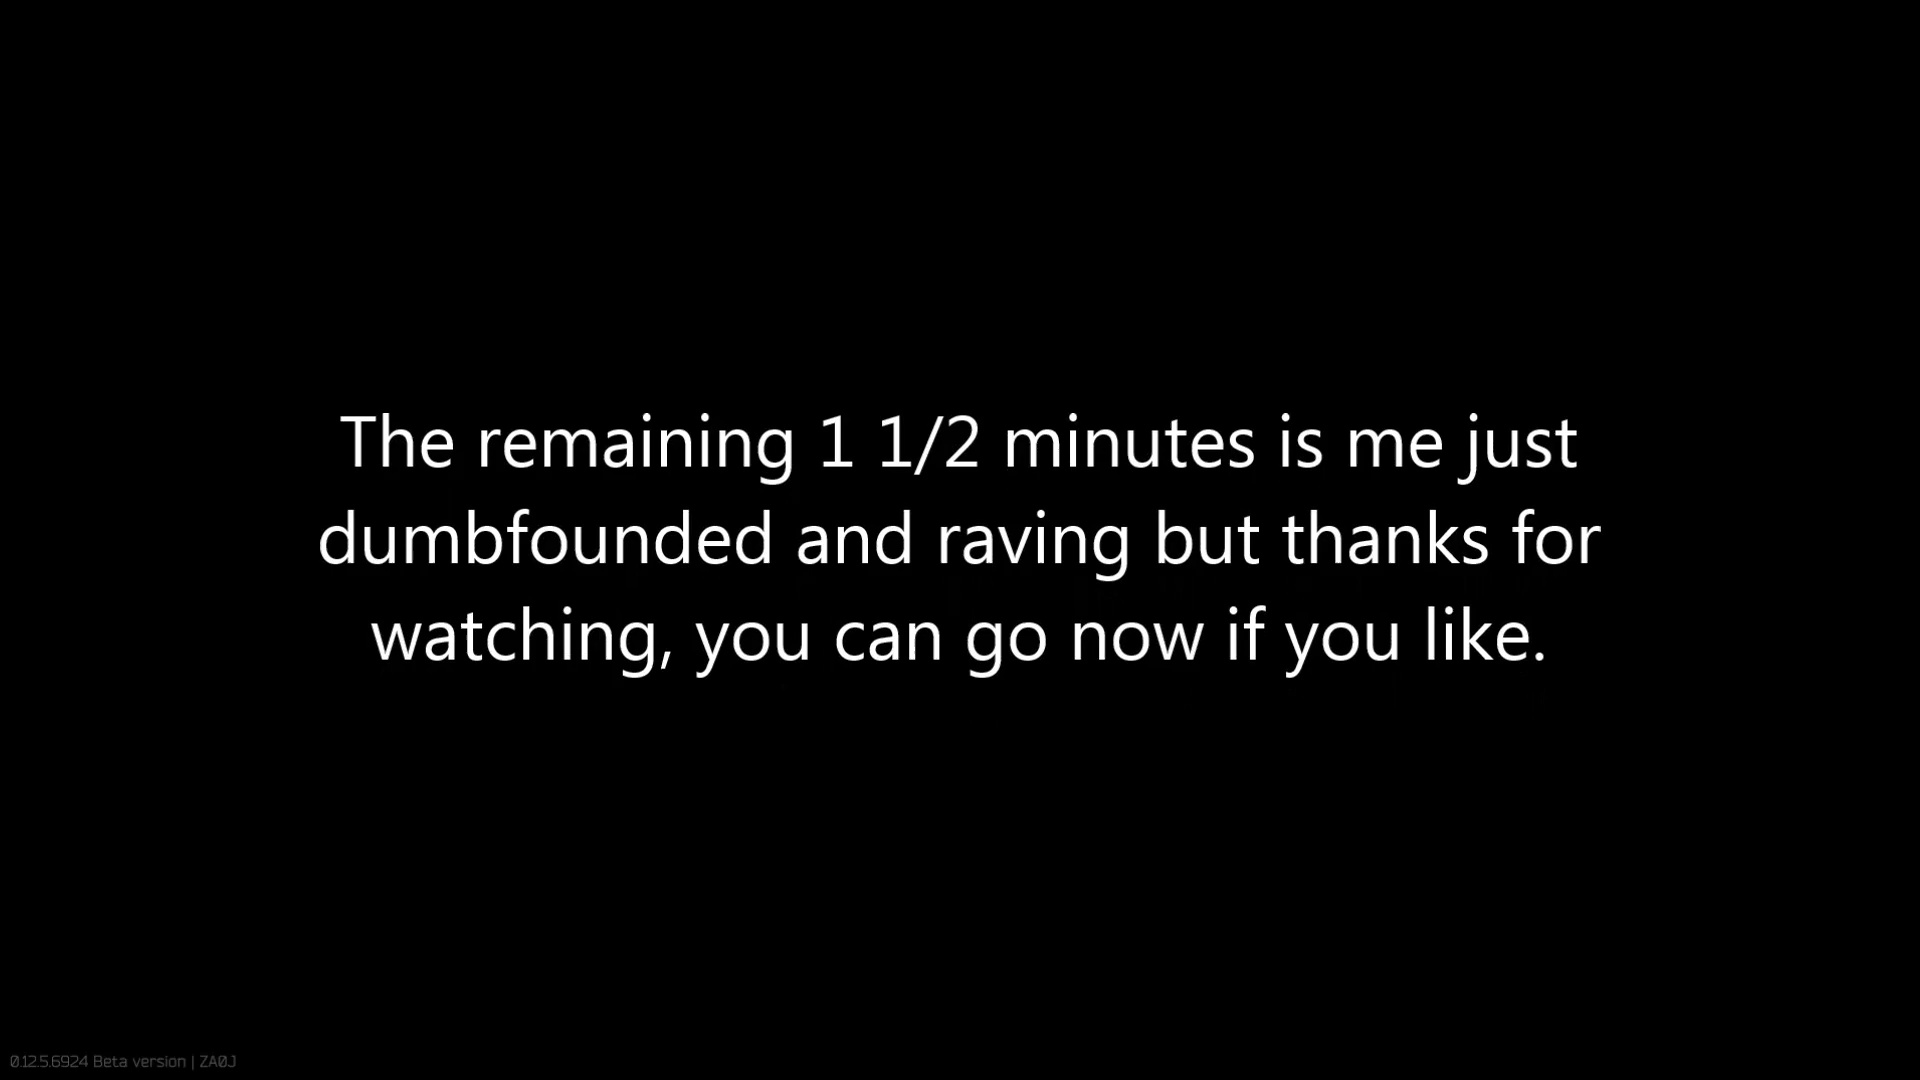 The remaining 1 1/2 minutes is me just
dumbfounded and raving but thanks for
watching, you can go now if you like.
0.12.5.6924 Beta version | ZA0J